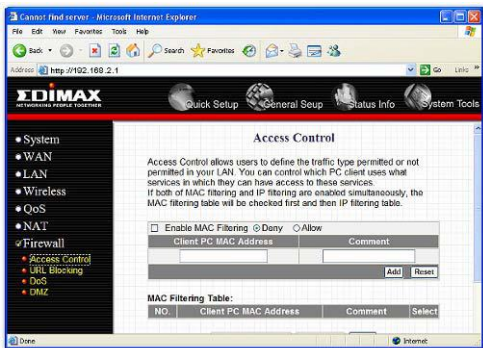 Cannot find server - Microsoft Internet Explorer
File Edit View Favorites Tools Help
Back Search Favorites
Address http://192.168.2.1 Go Links
EDIMAX
NETWORKING PEOPLE TOGETHER
Quick Setup General Seup Status Info System Tools
System
WAN
LAN
Wireless
QoS
NAT
Firewall
Access Control
URL Blocking
DoS
DMZ
Access Control
Access Control allows users to define the traffic type permitted or not
permitted in your LAN. You can control which PC client uses what
services in which they can have access to these services.
If both of MAC filtering and IP filtering are enabled simultaneously, the
MAC filtering table will be checked first and then IP filtering table.
Enable MAC Filtering Deny Allow
Client PC MAC Address Comment
Add Reset
MAC Filtering Table:
NO. Client PC MAC Address Comment Select
Done Internet